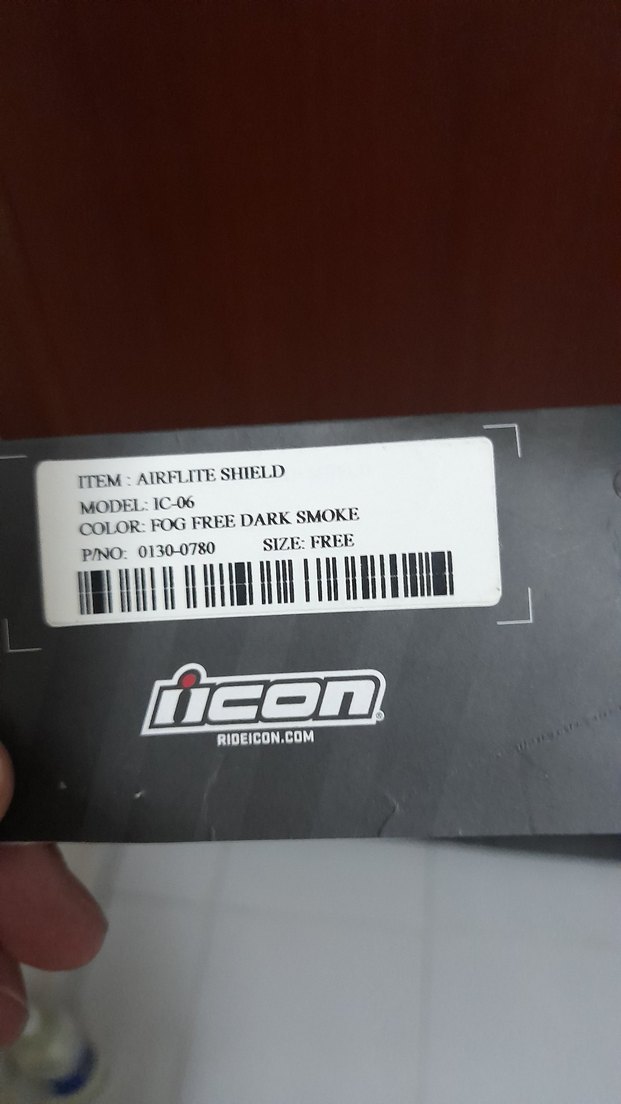 ITEM : AIRFLITE SHIELD
MODEL: IC-06
COLOR: FOG FREE DARK SMOKE
P/NO: 0130-0780 SIZE: FREE
icon®
RIDEICON.COM